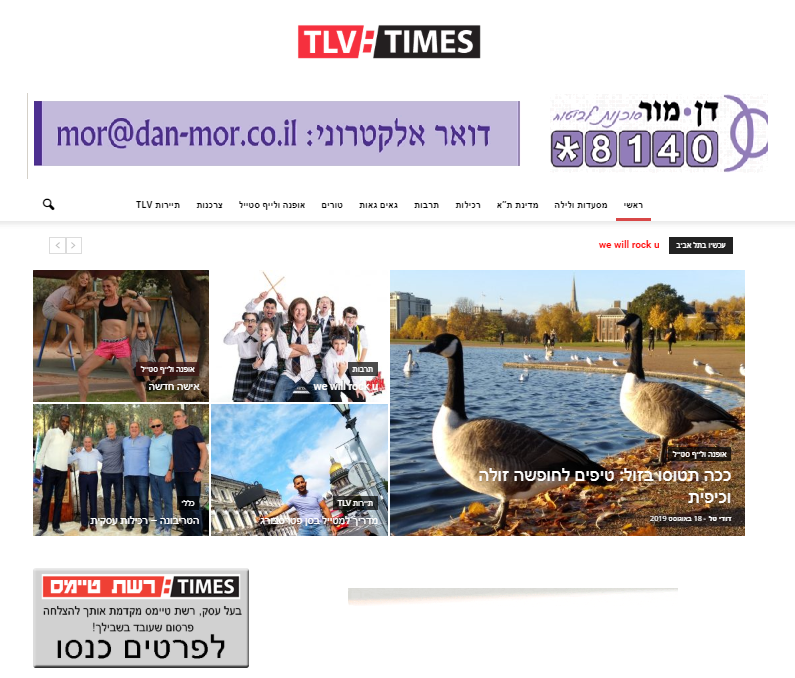 TLV:TIMES
דן•מור סוכנות לביטוח
*8140
דואר אלקטרוני: mor@dan-mor.co.il
ראשי מסעדות ולילה מדינת ת"א רכילות תרבות גאים גאות טורים אופנה ולייף סטייל צרכנות תיירות TLV
עכשיו בתל אביב we will rock u
אופנה ולייף סטייל
ככה תטוסו בזול: טיפים לחופשה זולה
וכיפית
דודי טל - 18 באוגוסט 2019
תרבות
we will rock u
אופנה ולייף סטייל
אישה חדשה
תיירות TLV
מדריך למטייל בסן פטרסבורג
כללי
הטריבונה – רכילות עסקית
רשת טיימס:TIMES
בעל עסק, רשת טיימס מקדמת אותך להצלחה
פרסום שעובד בשבילך!
לפרטים כנסו